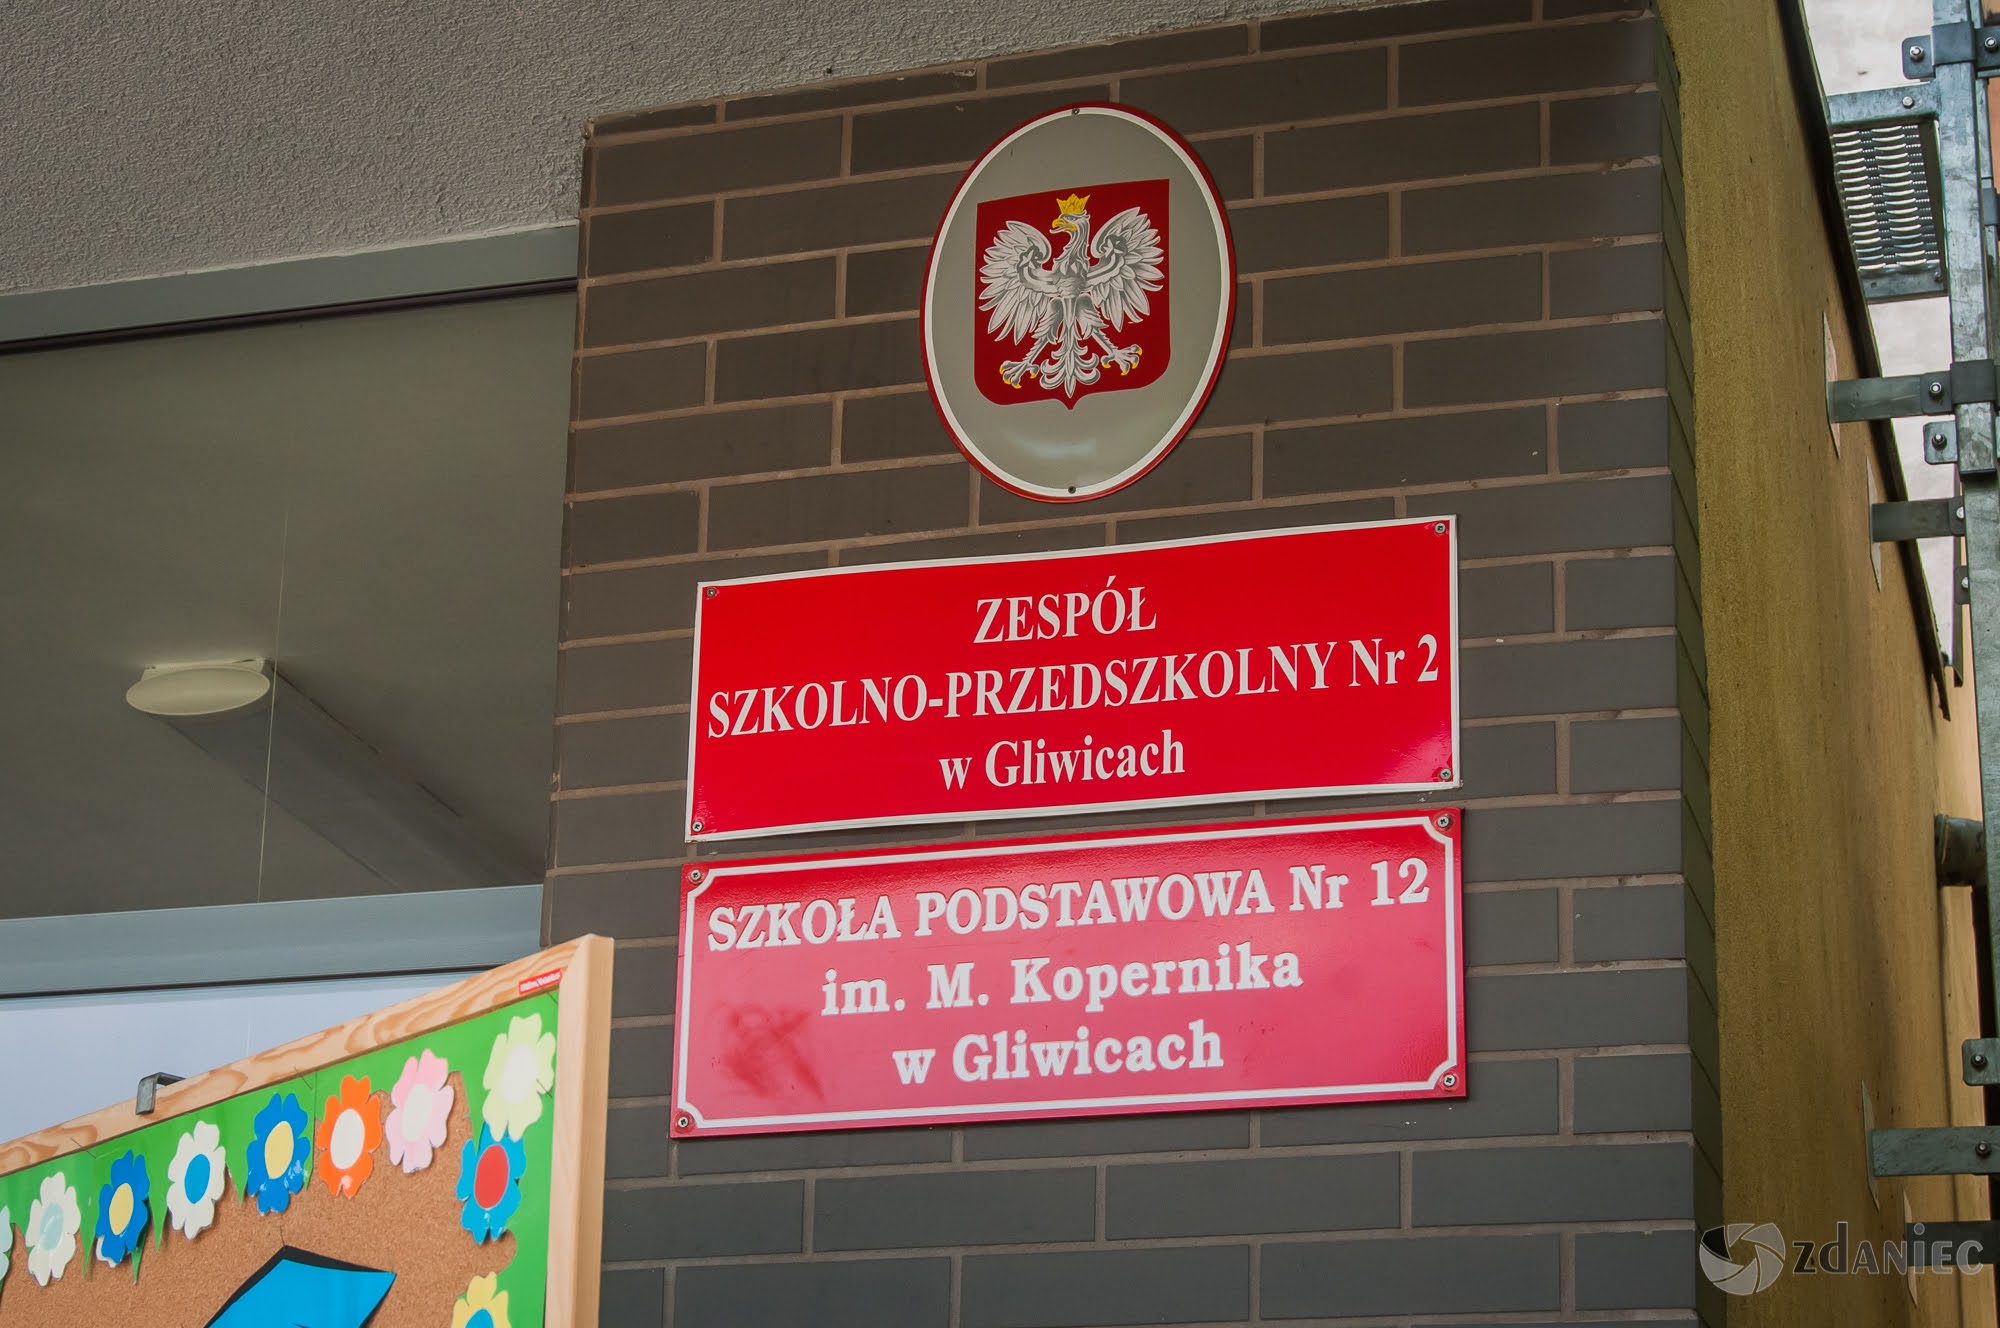 ZESPÓŁ
SZKOLNO-PRZEDSZKOLNY Nr 2
w Gliwicach
SZKOŁA PODSTAWOWA Nr 12
im. M. Kopernika
w Gliwicach
zdaniec